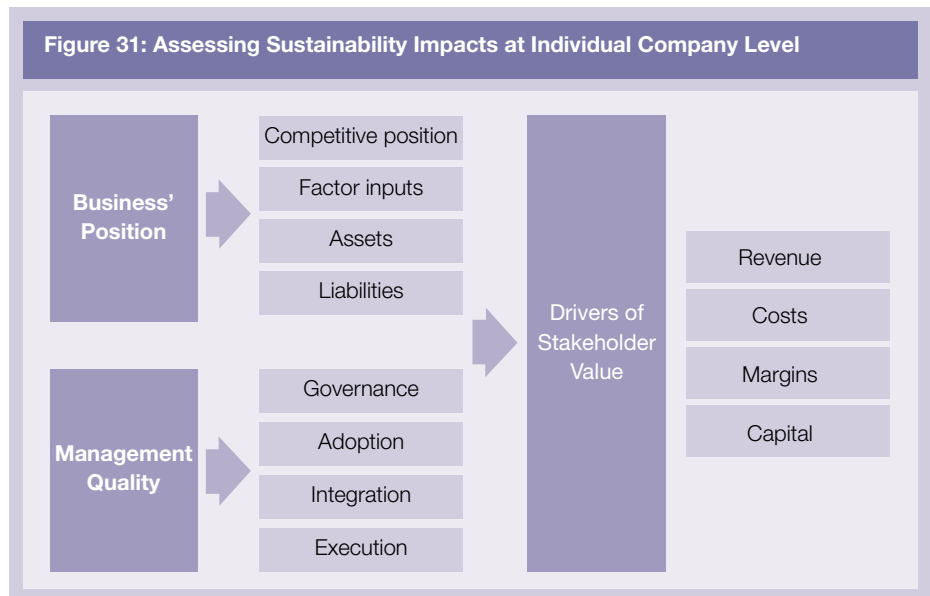 Figure 31: Assessing Sustainability Impacts at Individual Company Level
Business’
Position
Competitive position
Factor inputs
Assets
Liabilities
Management
Quality
Governance
Adoption
Integration
Execution
Drivers of
Stakeholder
Value
Revenue
Costs
Margins
Capital